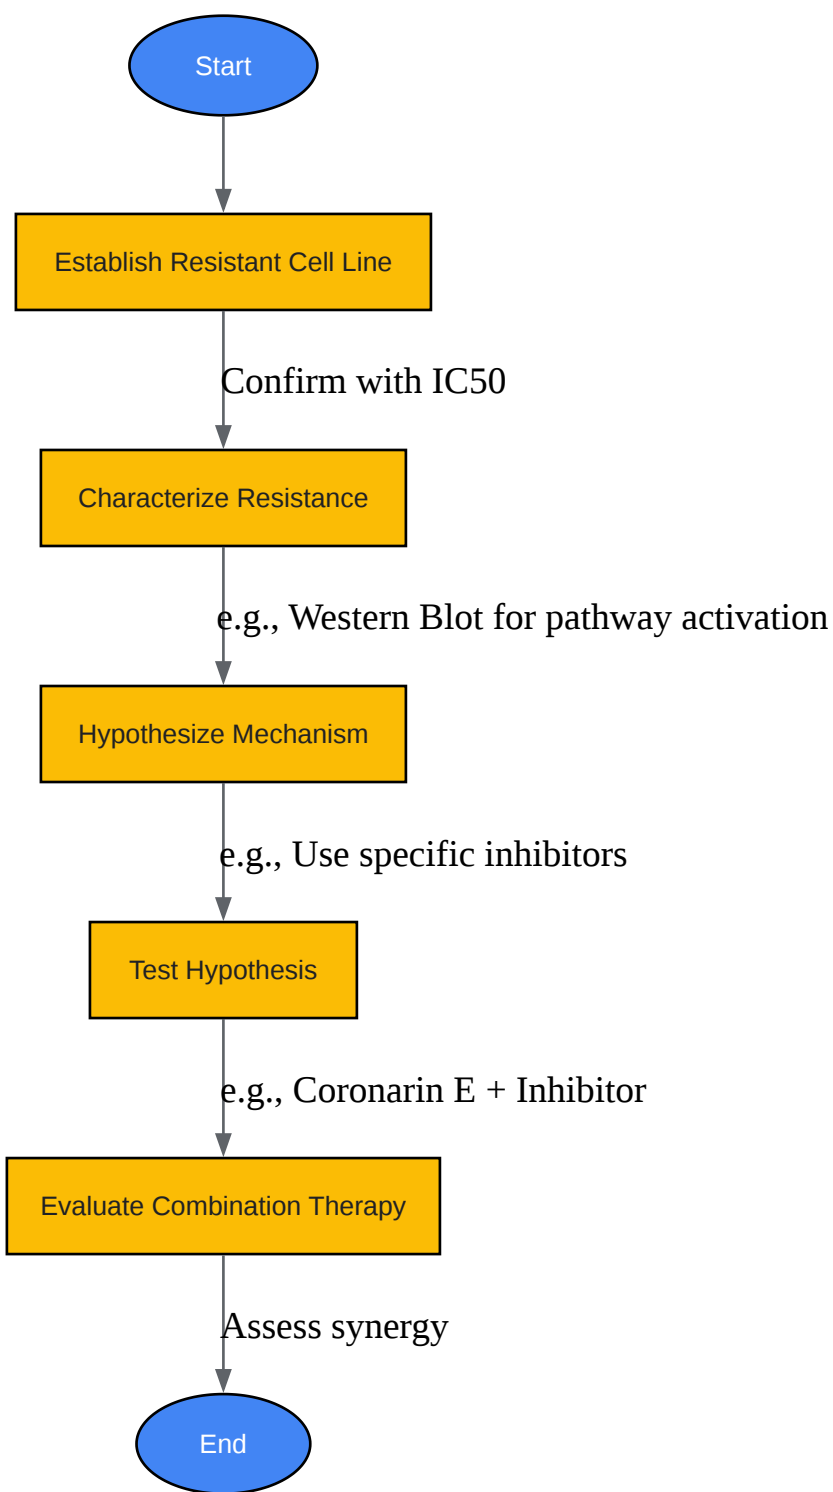 Start
Establish Resistant Cell Line
Confirm with IC50
Characterize Resistance
e.g., Western Blot for pathway activation
Hypothesize Mechanism
e.g., Use specific inhibitors
Test Hypothesis
e.g., Coronarin E + Inhibitor
Evaluate Combination Therapy
Assess synergy
End